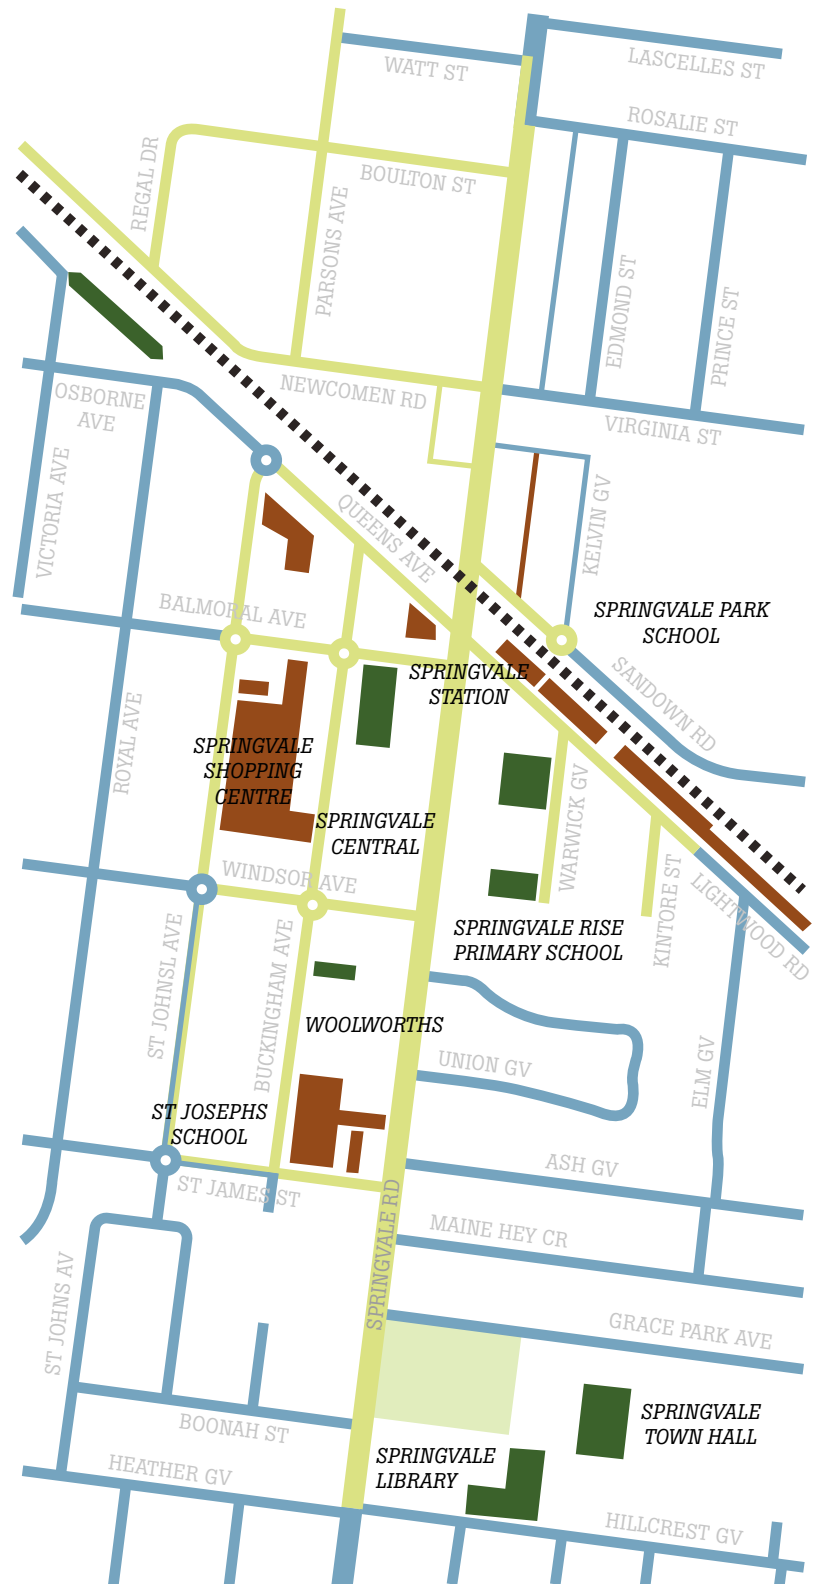 WATT ST
LASCELLES ST
ROSALIE ST
REGAL DR
BOULTON ST
PARSONS AVE
EDMOND ST
PRINCE ST
OSBORNE
AVE
NEWCOMEN RD
VIRGINIA ST
VICTORIA AVE
QUEENS AVE
KELVIN GV
BALMORAL AVE
SPRINGVALE PARK
SCHOOL
SPRINGVALE
STATION
SANDOWN RD
ROYAL AVE
SPRINGVALE
SHOPPING
CENTRE
SPRINGVALE
CENTRAL
WARWICK GV
WINDSOR AVE
KINTORE ST
LIGHTWOOD RD
SPRINGVALE RISE
PRIMARY SCHOOL
ST JOHNSL AVE
BUCKINGHAM AVE
WOOLWORTHS
UNION GV
ELM GV
ST JOSEPHS
SCHOOL
ASH GV
ST JAMES ST
SPRINGVALE RD
MAINE HEY CR
ST JOHNS AV
GRACE PARK AVE
SPRINGVALE
TOWN HALL
BOONAH ST
SPRINGVALE
LIBRARY
HEATHER GV
HILLCREST GV